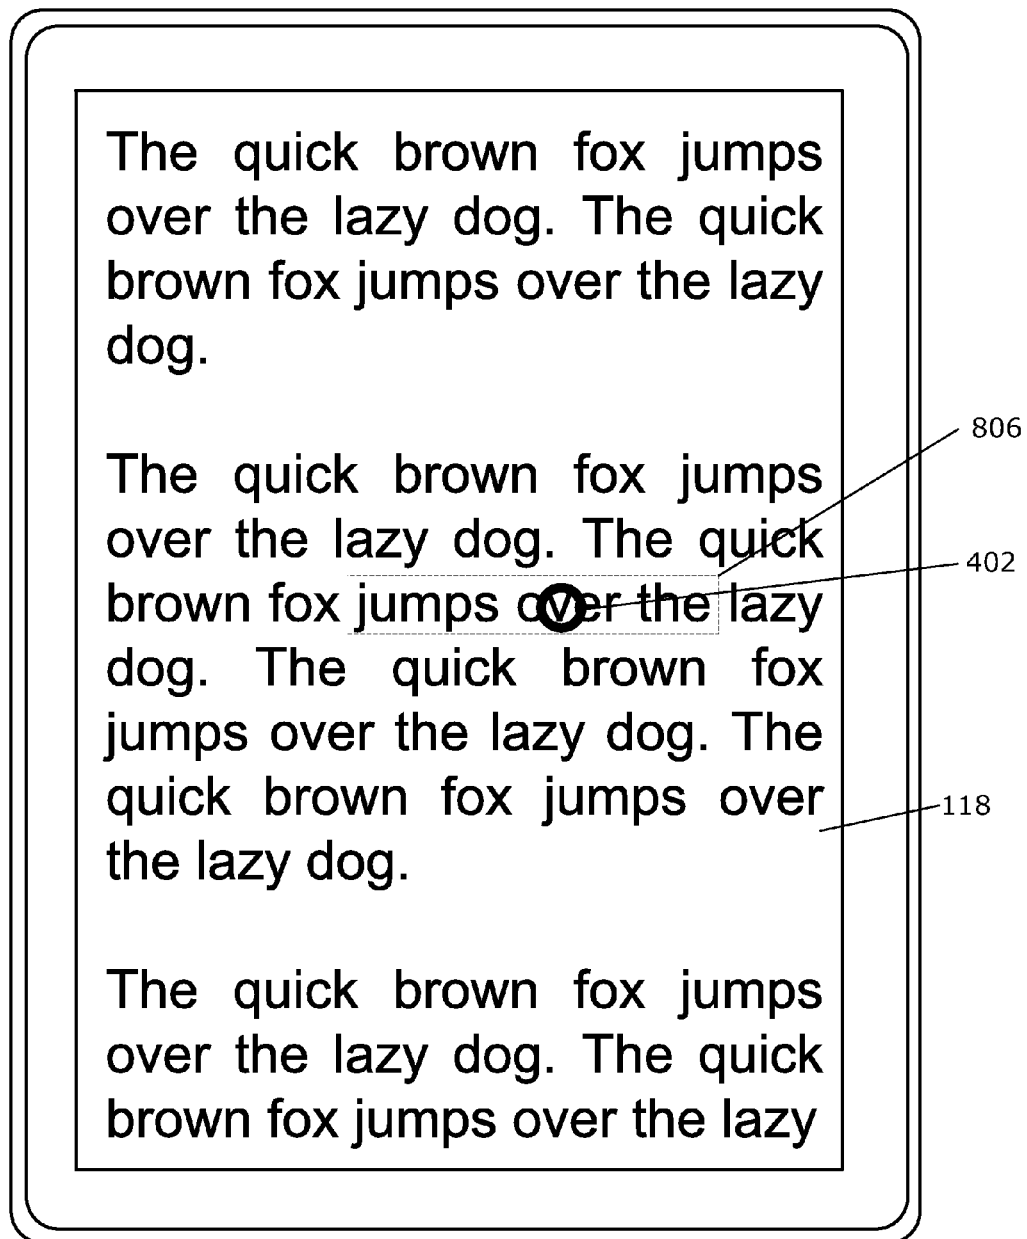 The quick brown fox jumps
over the lazy dog. The quick
brown fox jumps over the lazy
dog.
The quick brown fox jumps
over the lazy dog. The quick
brown fox jumps over the lazy
dog. The quick brown fox
jumps over the lazy dog. The
quick brown fox jumps over
the lazy dog.
The quick brown fox jumps
over the lazy dog. The quick
brown fox jumps over the lazy
806
402
118